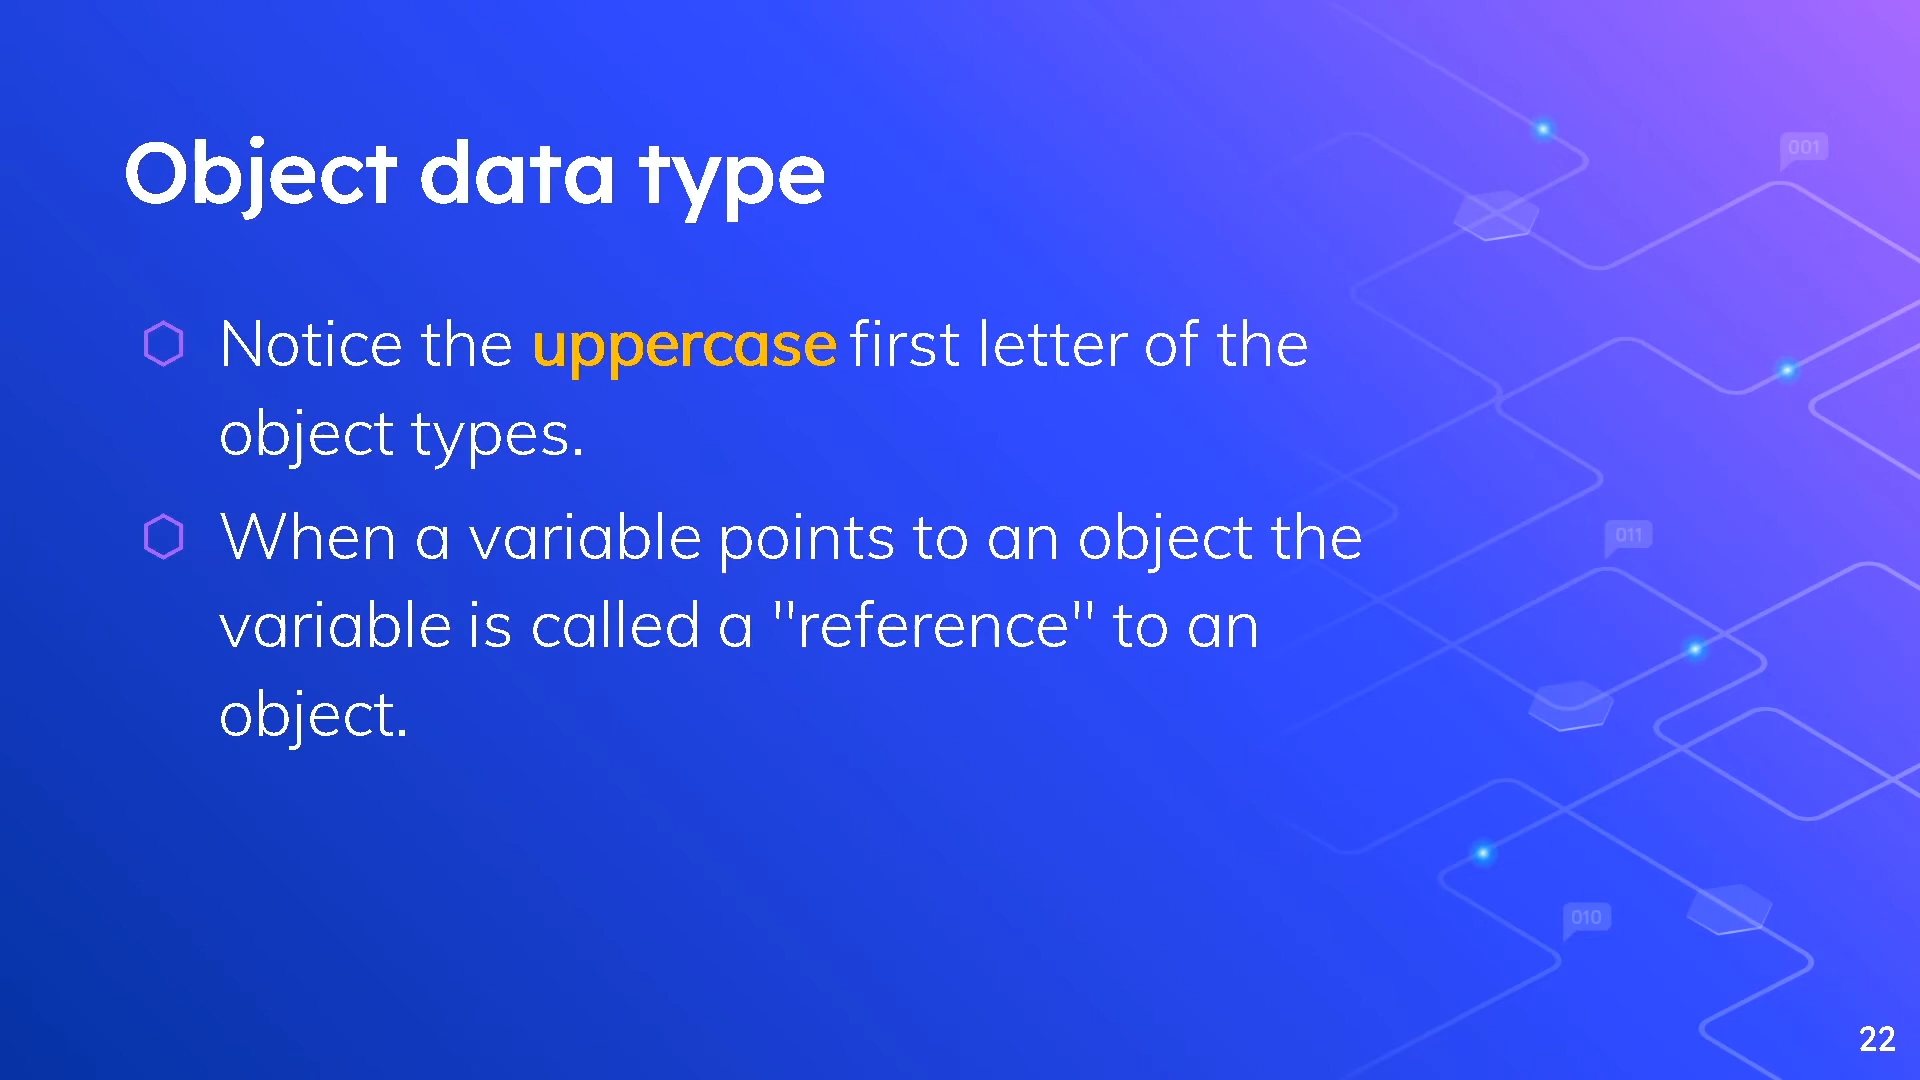 Object data type
Notice the uppercase first letter of the
object types.
When a variable points to an object the
variable is called a "reference" to an
object.
001
011
010
22